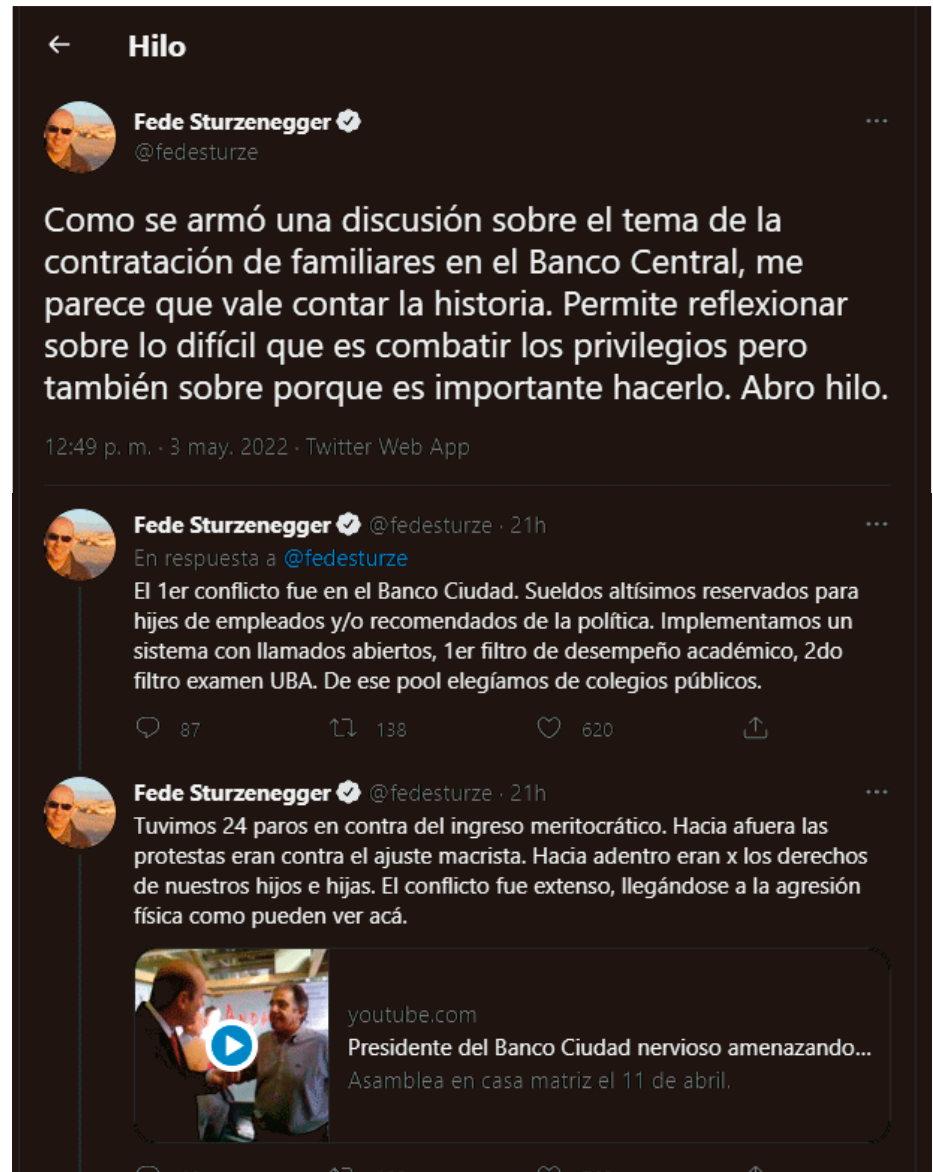 Hilo
Fede Sturzenegger
@fedesturze
Como se armó una discusión sobre el tema de la
contratación de familiares en el Banco Central, me
parece que vale contar la historia. Permite reflexionar
sobre lo difícil que es combatir los privilegios pero
también sobre porque es importante hacerlo. Abro hilo.
12:49 p. m. · 3 may. 2022 · Twitter Web App
Fede Sturzenegger @fedesturze · 21h
En respuesta a @fedesturze
El 1er conflicto fue en el Banco Ciudad. Sueldos altísimos reservados para
hijes de empleados y/o recomendados de la política. Implementamos un
sistema con llamados abiertos, 1er filtro de desempeño académico, 2do
filtro examen UBA. De ese pool elegíamos de colegios públicos.
87 138 620
Fede Sturzenegger @fedesturze · 21h
Tuvimos 24 paros en contra del ingreso meritocrático. Hacia afuera las
protestas eran contra el ajuste macrista. Hacia adentro eran x los derechos
de nuestros hijos e hijas. El conflicto fue extenso, llegándose a la agresión
física como pueden ver acá.
youtube.com
Presidente del Banco Ciudad nervioso amenazando...
Asamblea en casa matriz el 11 de abril.